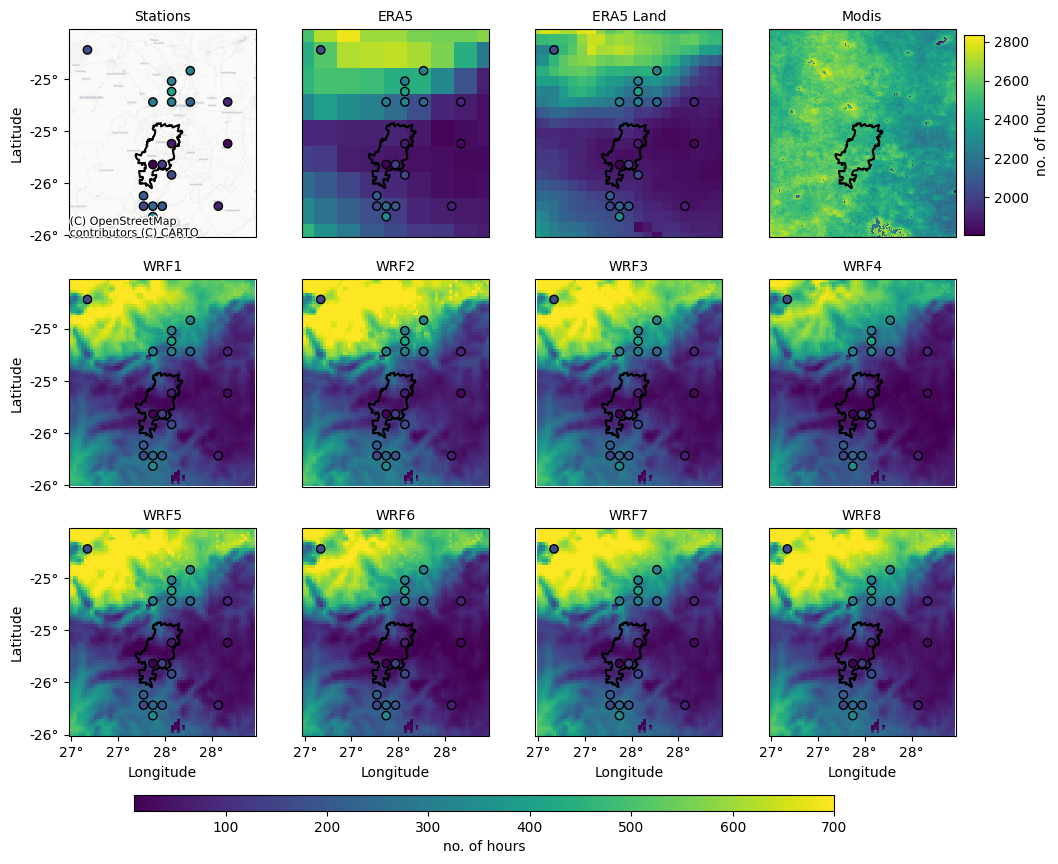 Stations ERA5 ERA5 Land Modis
2800
-25°
2600
-25° 2400
2200
-26°
2000
(C) OpenStreetMap
contributors (C) CARTO
-26°
Latitude
no. of hours
WRF1 WRF2 WRF3 WRF4
-25°
-25°
-26°
-26°
Latitude
WRF5 WRF6 WRF7 WRF8
-25°
-25°
-26°
-26°
Latitude
27° 27° 28° 28° 27° 27° 28° 28° 27° 27° 28° 28° 27° 27° 28° 28°
Longitude Longitude Longitude Longitude
100 200 300 400 500 600 700
no. of hours